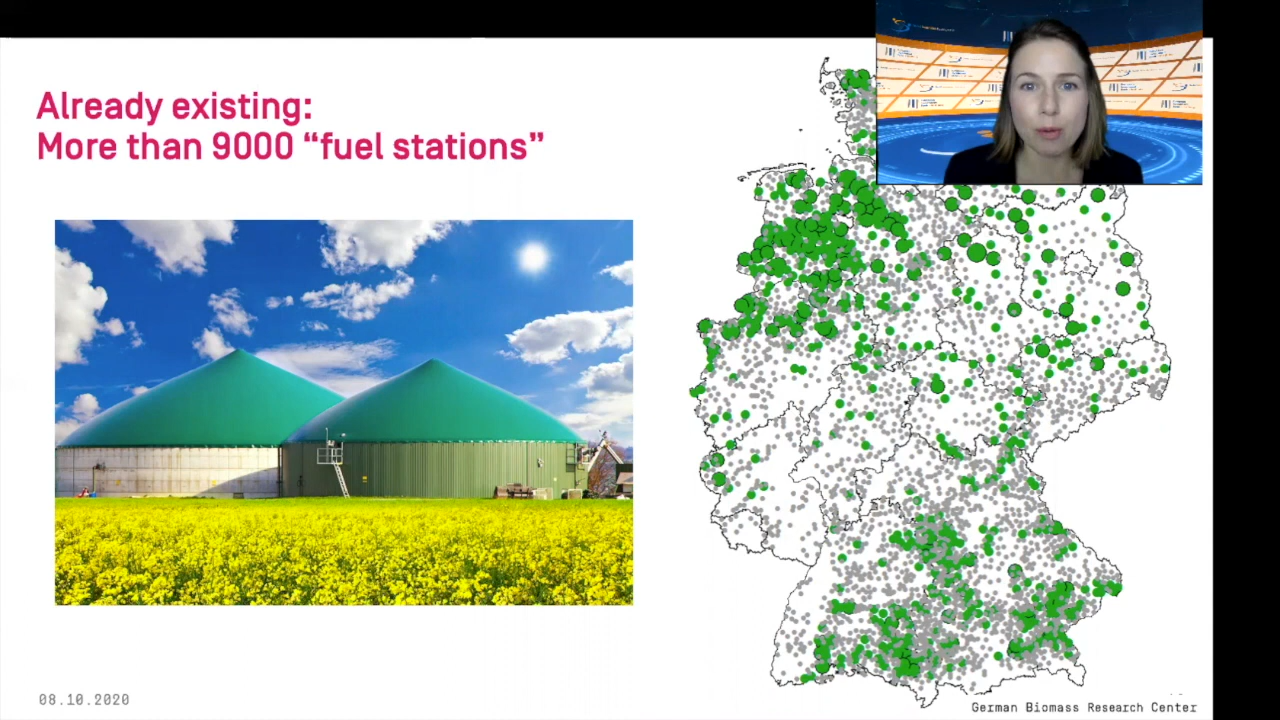 Already existing:
More than 9000 “fuel stations”
08.10.2020
German Biomass Research Center